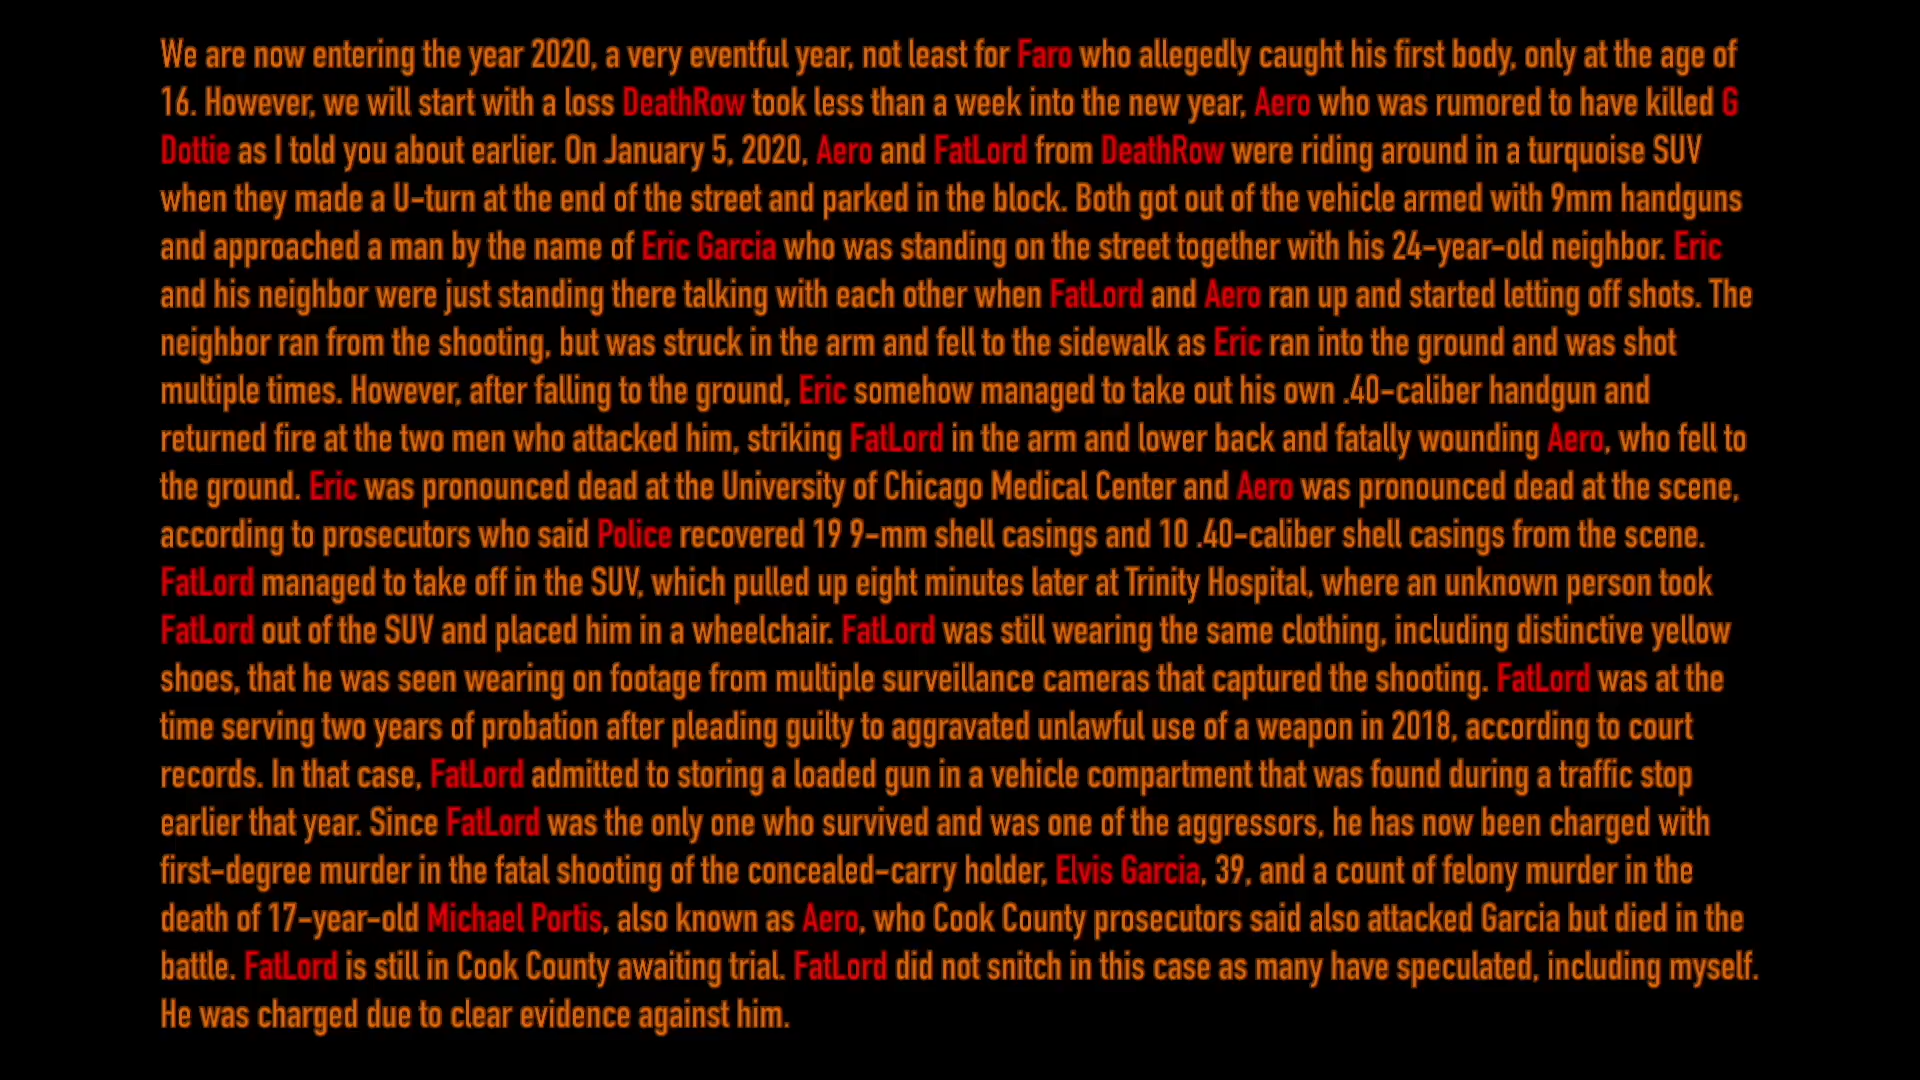 We are now entering the year 2020, a very eventful year, not least for Faro who allegedly caught his first body, only at the age of
16. However, we will start with a loss DeathRow took less than a week into the new year, Aero who was rumored to have killed G
Dottie as I told you about earlier. On January 5, 2020, Aero and FatLord from DeathRow were riding around in a turquoise SUV
when they made a U-turn at the end of the street and parked in the block. Both got out of the vehicle armed with 9mm handguns
and approached a man by the name of Eric Garcia who was standing on the street together with his 24-year-old neighbor. Eric
and his neighbor were just standing there talking with each other when FatLord and Aero ran up and started letting off shots. The
neighbor ran from the shooting, but was struck in the arm and fell to the sidewalk as Eric ran into the ground and was shot
multiple times. However, after falling to the ground, Eric somehow managed to take out his own .40-caliber handgun and
returned fire at the two men who attacked him, striking FatLord in the arm and lower back and fatally wounding Aero, who fell to
the ground. Eric was pronounced dead at the University of Chicago Medical Center and Aero was pronounced dead at the scene,
according to prosecutors who said Police recovered 19 9-mm shell casings and 10 .40-caliber shell casings from the scene.
FatLord managed to take off in the SUV, which pulled up eight minutes later at Trinity Hospital, where an unknown person took
FatLord out of the SUV and placed him in a wheelchair. FatLord was still wearing the same clothing, including distinctive yellow
shoes, that he was seen wearing on footage from multiple surveillance cameras that captured the shooting. FatLord was at the
time serving two years of probation after pleading guilty to aggravated unlawful use of a weapon in 2018, according to court
records. In that case, FatLord admitted to storing a loaded gun in a vehicle compartment that was found during a traffic stop
earlier that year. Since FatLord was the only one who survived and was one of the aggressors, he has now been charged with
first-degree murder in the fatal shooting of the concealed-carry holder, Elvis Garcia, 39, and a count of felony murder in the
death of 17-year-old Michael Portis, also known as Aero, who Cook County prosecutors said also attacked Garcia but died in the
battle. FatLord is still in Cook County awaiting trial. FatLord did not snitch in this case as many have speculated, including myself.
He was charged due to clear evidence against him.